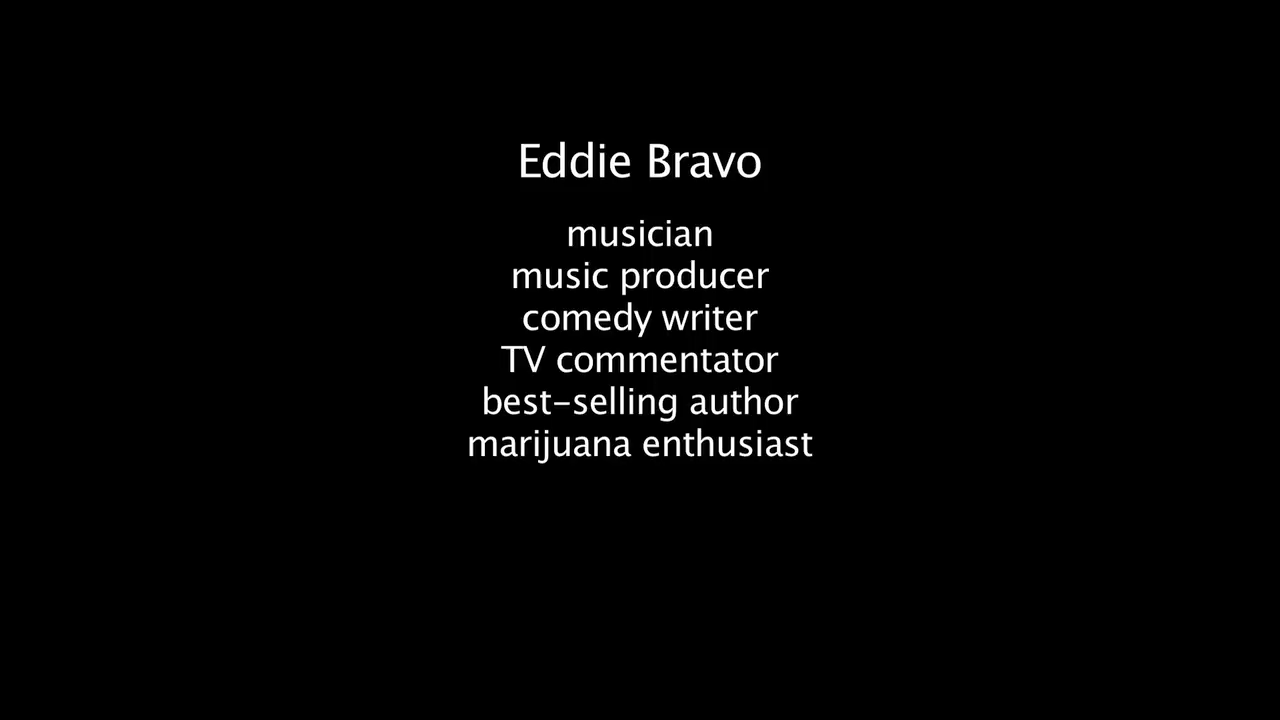 Eddie Bravo
musician
music producer
comedy writer
TV commentator
best-selling author
marijuana enthusiast